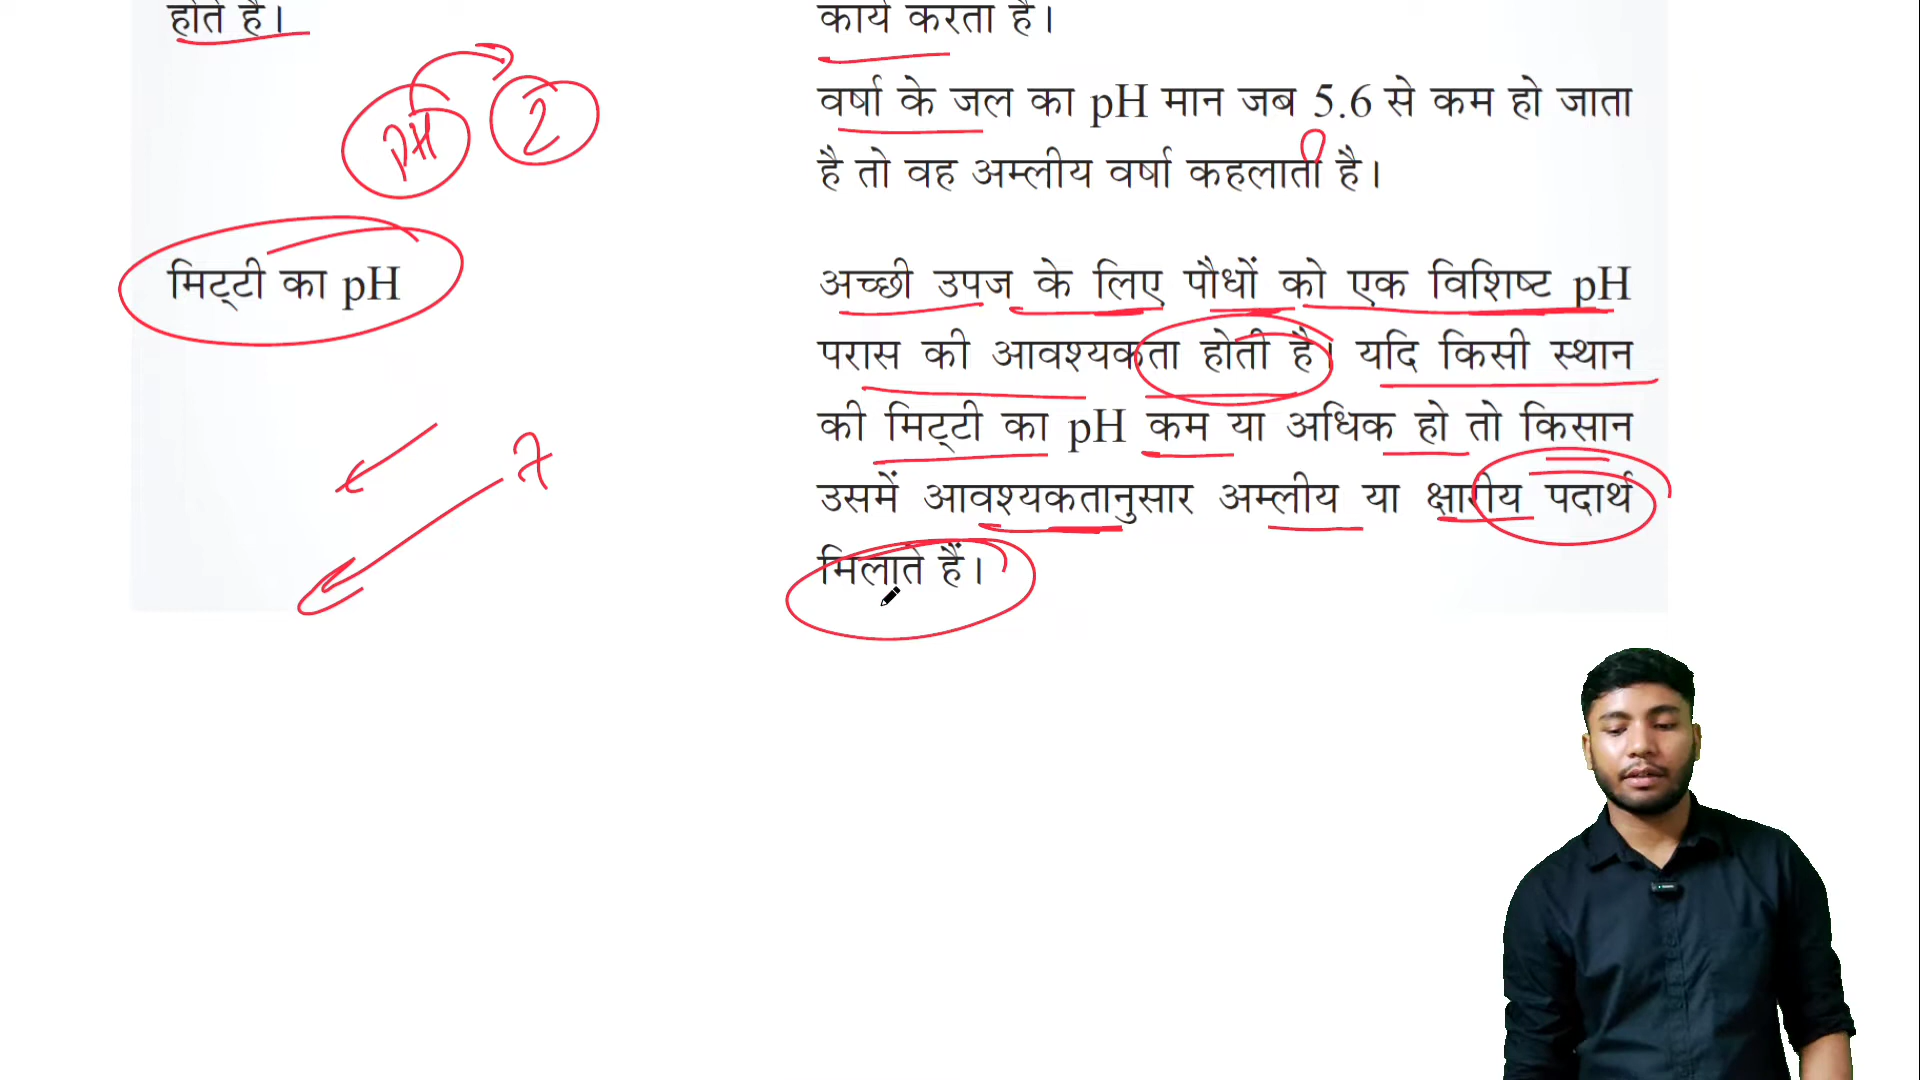 होते हैं।
कार्य करता है।
pH 2
वर्षा के जल का pH मान जब 5.6 से कम हो जाता
है तो वह अम्लीय वर्षा कहलाती है।
मिट्टी का pH
अच्छी उपज के लिए पौधों को एक विशिष्ट pH
परास की आवश्यकता होती है। यदि किसी स्थान
की मिट्टी का pH कम या अधिक हो तो किसान
उसमें आवश्यकतानुसार अम्लीय या क्षारीय पदार्थ
मिलाते हैं।
7